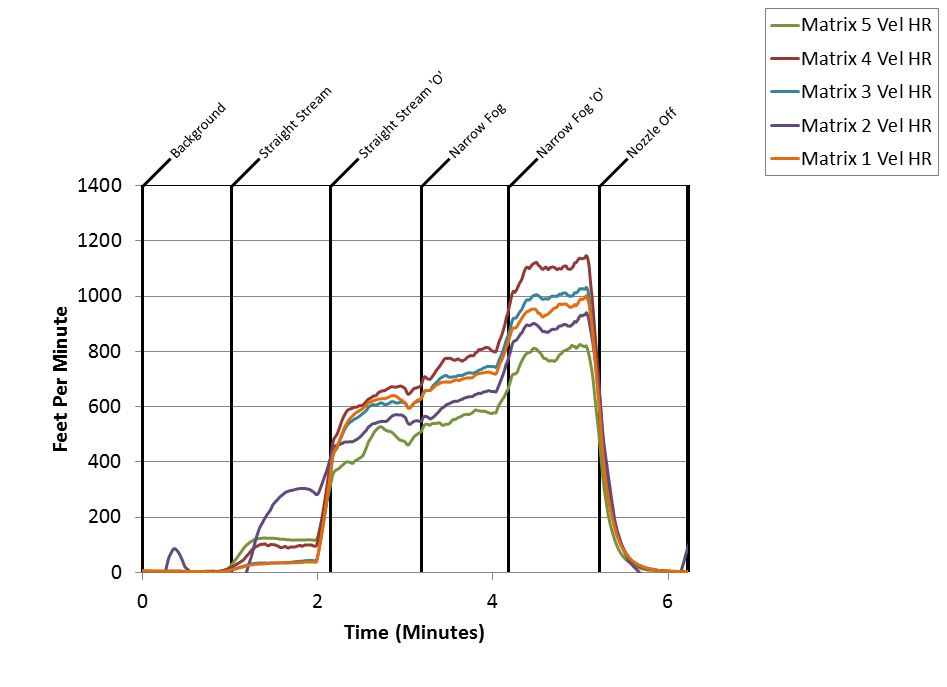 Matrix 5 Vel HR
Matrix 4 Vel HR
Matrix 3 Vel HR
Matrix 2 Vel HR
Matrix 1 Vel HR
Background
Straight Stream
Straight Stream 'O'
Narrow Fog
Narrow Fog 'O'
Nozzle Off
1400
1200
1000
800
600
400
200
0
Feet Per Minute
0 2 4 6
Time (Minutes)